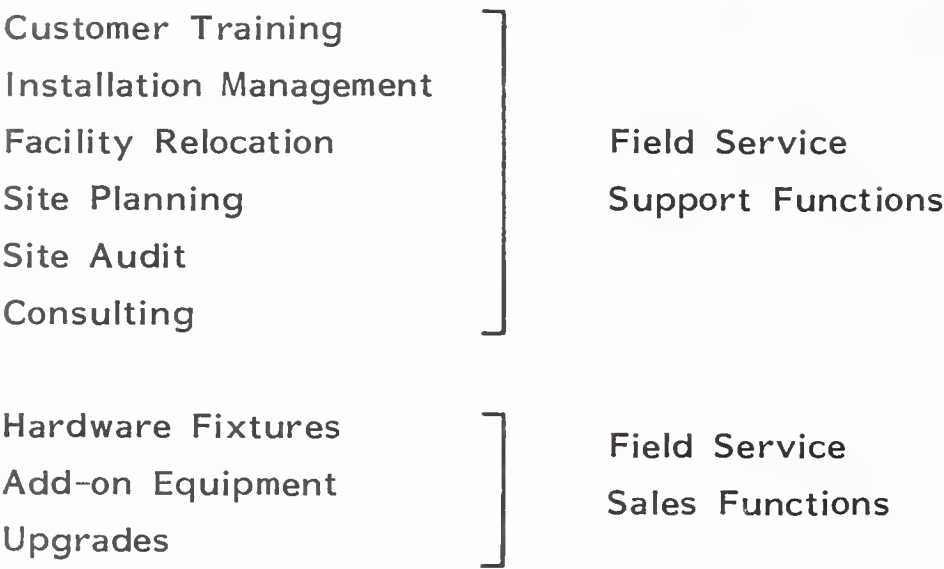 Customer Training
Installation Management
Facility Relocation
Site Planning
Site Audit
Consulting
Field Service
Support Functions
Hardware Fixtures
Add-on Equipment
Upgrades
Field Service
Sales Functions